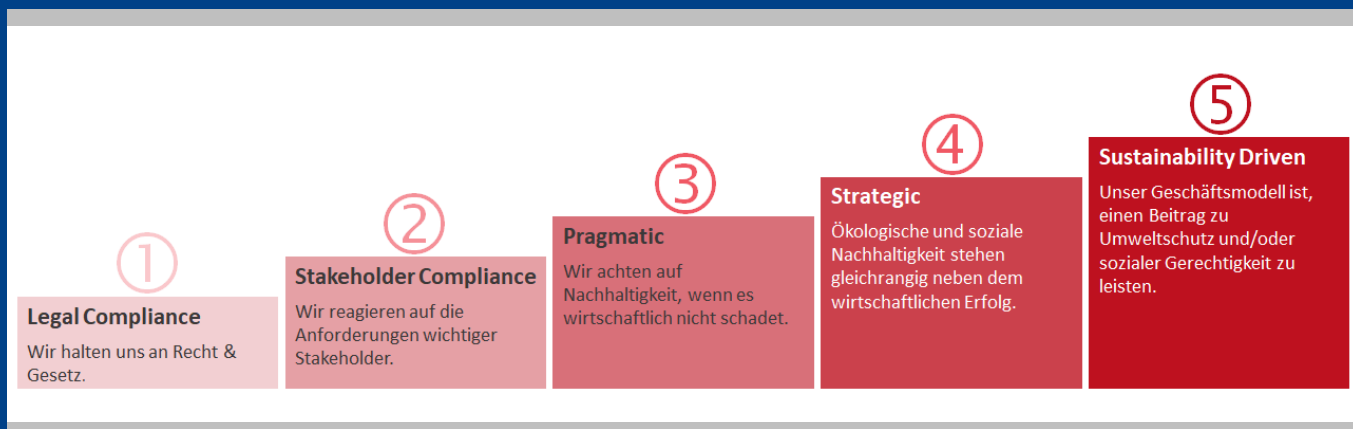 ①
Legal Compliance
Wir halten uns an Recht &
Gesetz.
②
Stakeholder Compliance
Wir reagieren auf die
Anforderungen wichtiger
Stakeholder.
③
Pragmatic
Wir achten auf
Nachhaltigkeit, wenn es
wirtschaftlich nicht schadet.
④
Strategic
Ökologische und soziale
Nachhaltigkeit stehen
gleichrangig neben dem
wirtschaftlichen Erfolg.
⑤
Sustainability Driven
Unser Geschäftsmodell ist,
einen Beitrag zu
Umweltschutz und/oder
sozialer Gerechtigkeit zu
leisten.